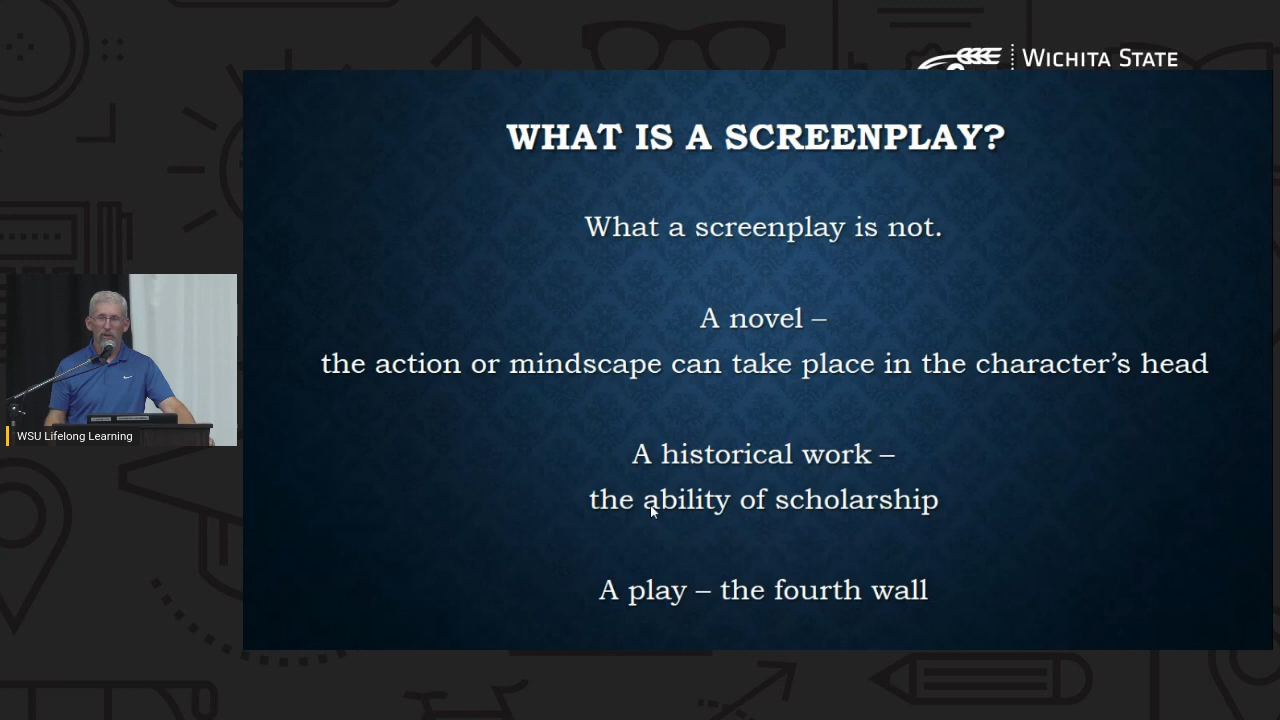 WICHITA STATE
WHAT IS A SCREENPLAY?
What a screenplay is not.
A novel –
the action or mindscape can take place in the character’s head
A historical work –
the ability of scholarship
A play – the fourth wall
WSU Lifelong Learning